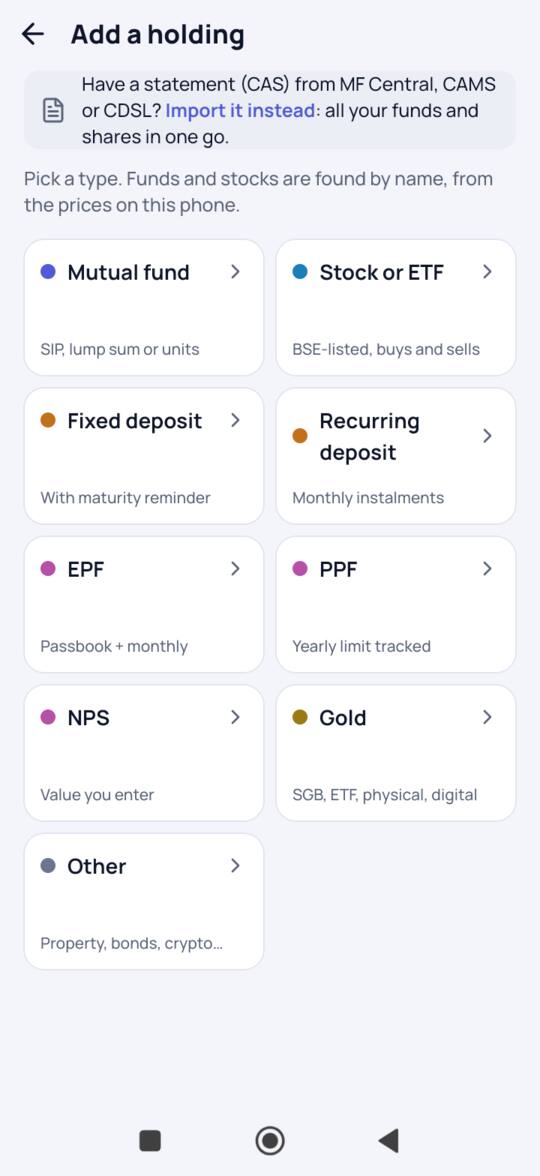 Add a holding
Have a statement (CAS) from MF Central, CAMS
or CDSL? Import it instead: all your funds and
shares in one go.
Pick a type. Funds and stocks are found by name, from
the prices on this phone.
Mutual fund
SIP, lump sum or units
Stock or ETF
BSE-listed, buys and sells
Fixed deposit
With maturity reminder
Recurring
deposit
Monthly instalments
EPF
Passbook + monthly
PPF
Yearly limit tracked
NPS
Value you enter
Gold
SGB, ETF, physical, digital
Other
Property, bonds, crypto…